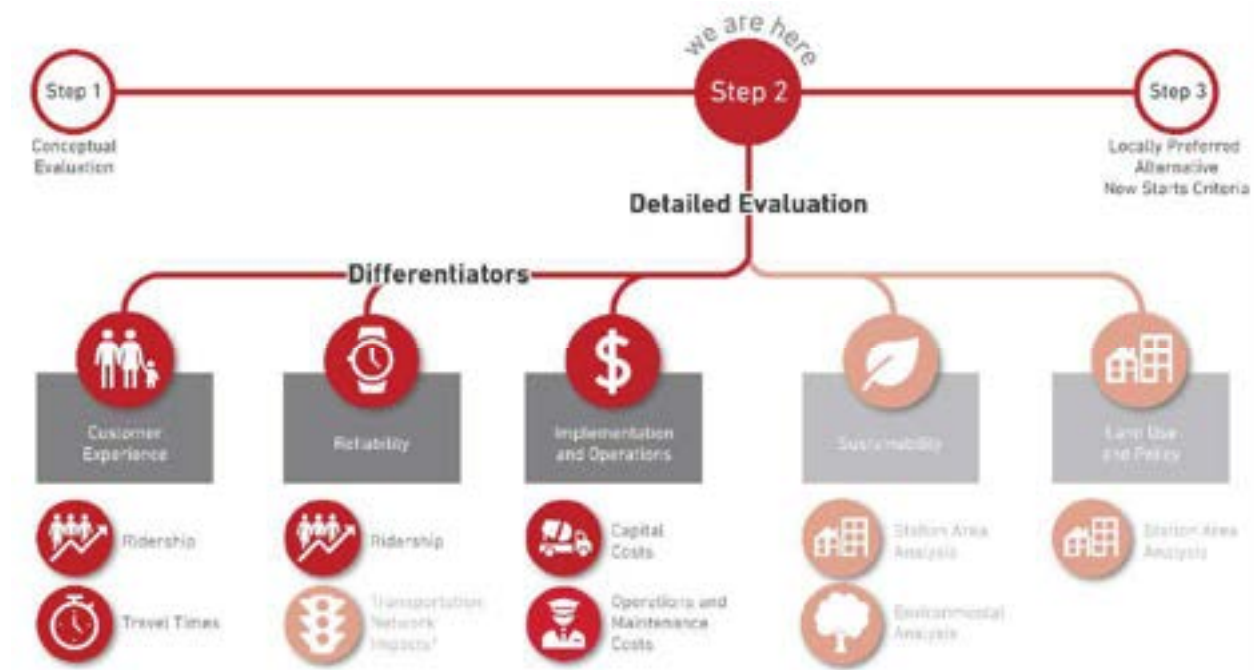 we are here
Step 1
Step 2
Step 3
Conceptual
Evaluation
Locally Preferred
Alternative
New Starts Criteria
Detailed Evaluation
Differentiators
Customer
Experience
Reliability
Implementation
and Operations
Sustainability
Land Use
and Policy
Ridership
Ridership
Capital
Costs
Station Area
Analysis
Station Area
Analysis
Travel Times
Transportation
Network
Impacts
Operations and
Maintenance
Costs
Environmental
Analysis